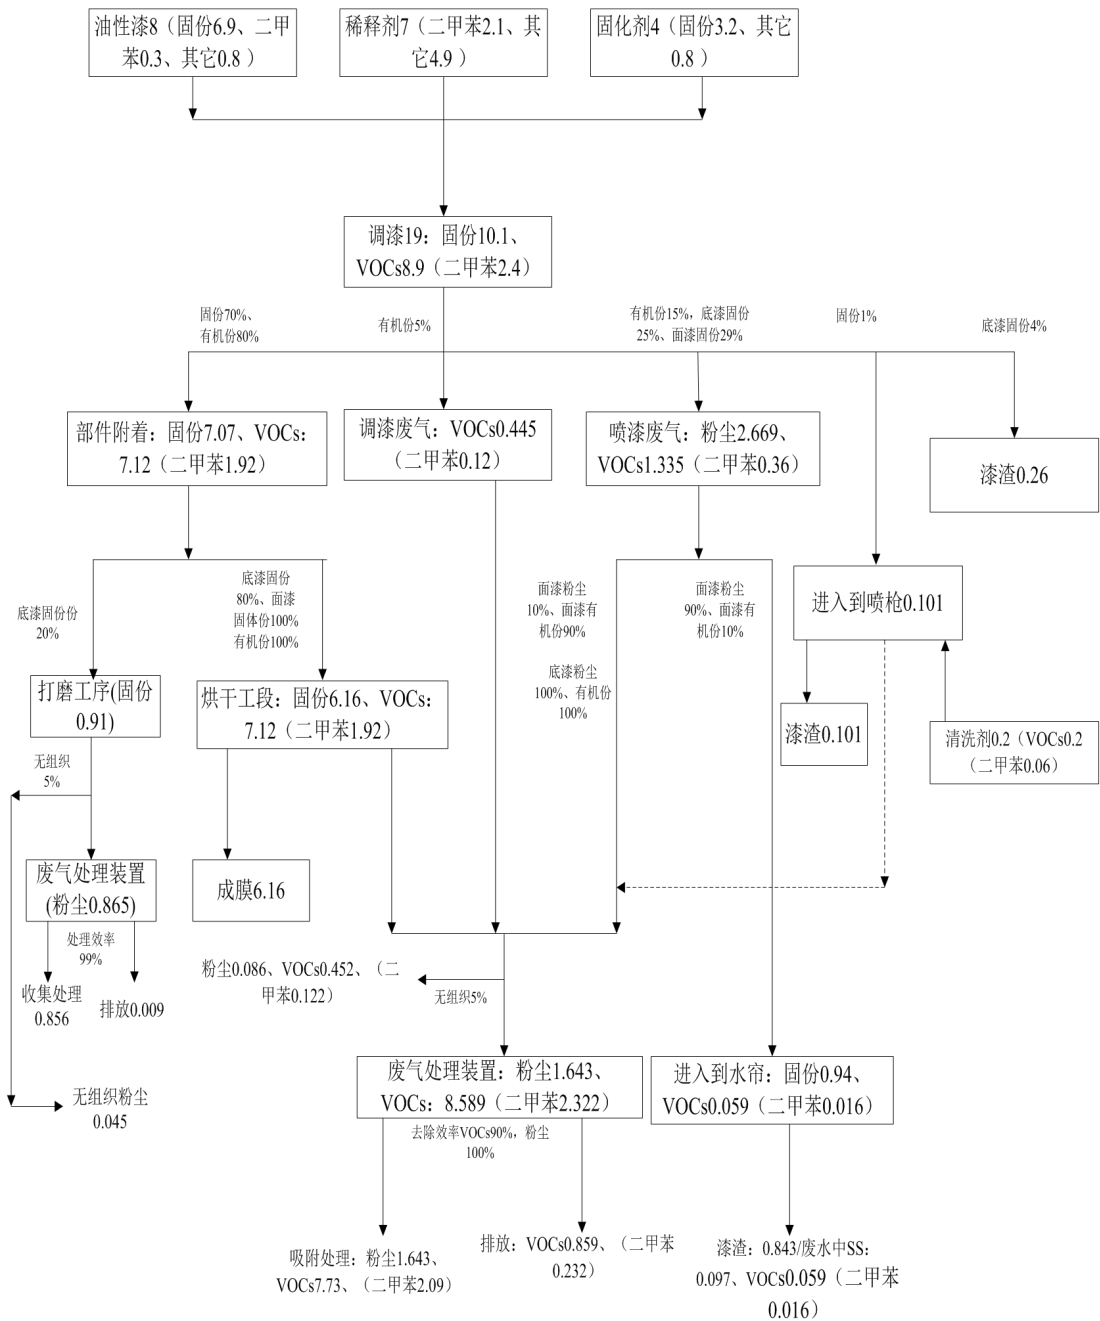 油性漆8（固份6.9、二甲
苯0.3、其它0.8 ）
稀释剂7（二甲苯2.1、其
它4.9 ）
固化剂4（固份3.2、其它
0.8 ）
调漆19：固份10.1、
VOCs8.9（二甲苯2.4）
固份70%、
有机份80%
有机份5%
有机份15%，底漆固份
25%、面漆固份29%
固份1%
底漆固份4%
部件附着：固份7.07、VOCs：
7.12（二甲苯1.92）
调漆废气：VOCs0.445
（二甲苯0.12）
喷漆废气：粉尘2.669、
VOCs1.335（二甲苯0.36）
漆渣0.26
底漆固份份
20%
底漆固份
80%、面漆
固体份100%
有机份100%
面漆粉尘
10%、面漆有
机份90%
底漆粉尘
100%、有机份
100%
面漆粉尘
90%、面漆有
机份10%
进入到喷枪0.101
打磨工序(固份
0.91)
烘干工段：固份6.16、VOCs：
7.12（二甲苯1.92）
漆渣0.101
清洗剂0.2（VOCs0.2
（二甲苯0.06）
无组织
5%
废气处理装置
(粉尘0.865)
成膜6.16
处理效率
99%
收集处理
0.856
排放0.009
粉尘0.086、VOCs0.452、（二
甲苯0.122）
无组织5%
无组织粉尘
0.045
废气处理装置：粉尘1.643、
VOCs：8.589（二甲苯2.322）
进入到水帘：固份0.94、
VOCs0.059（二甲苯0.016）
去除效率VOCs90%，粉尘
100%
吸附处理：粉尘1.643、
VOCs7.73、（二甲苯2.09）
排放：VOCs0.859、（二甲苯
0.232）
漆渣：0.843/废水中SS：
0.097、VOCs0.059（二甲苯
0.016）